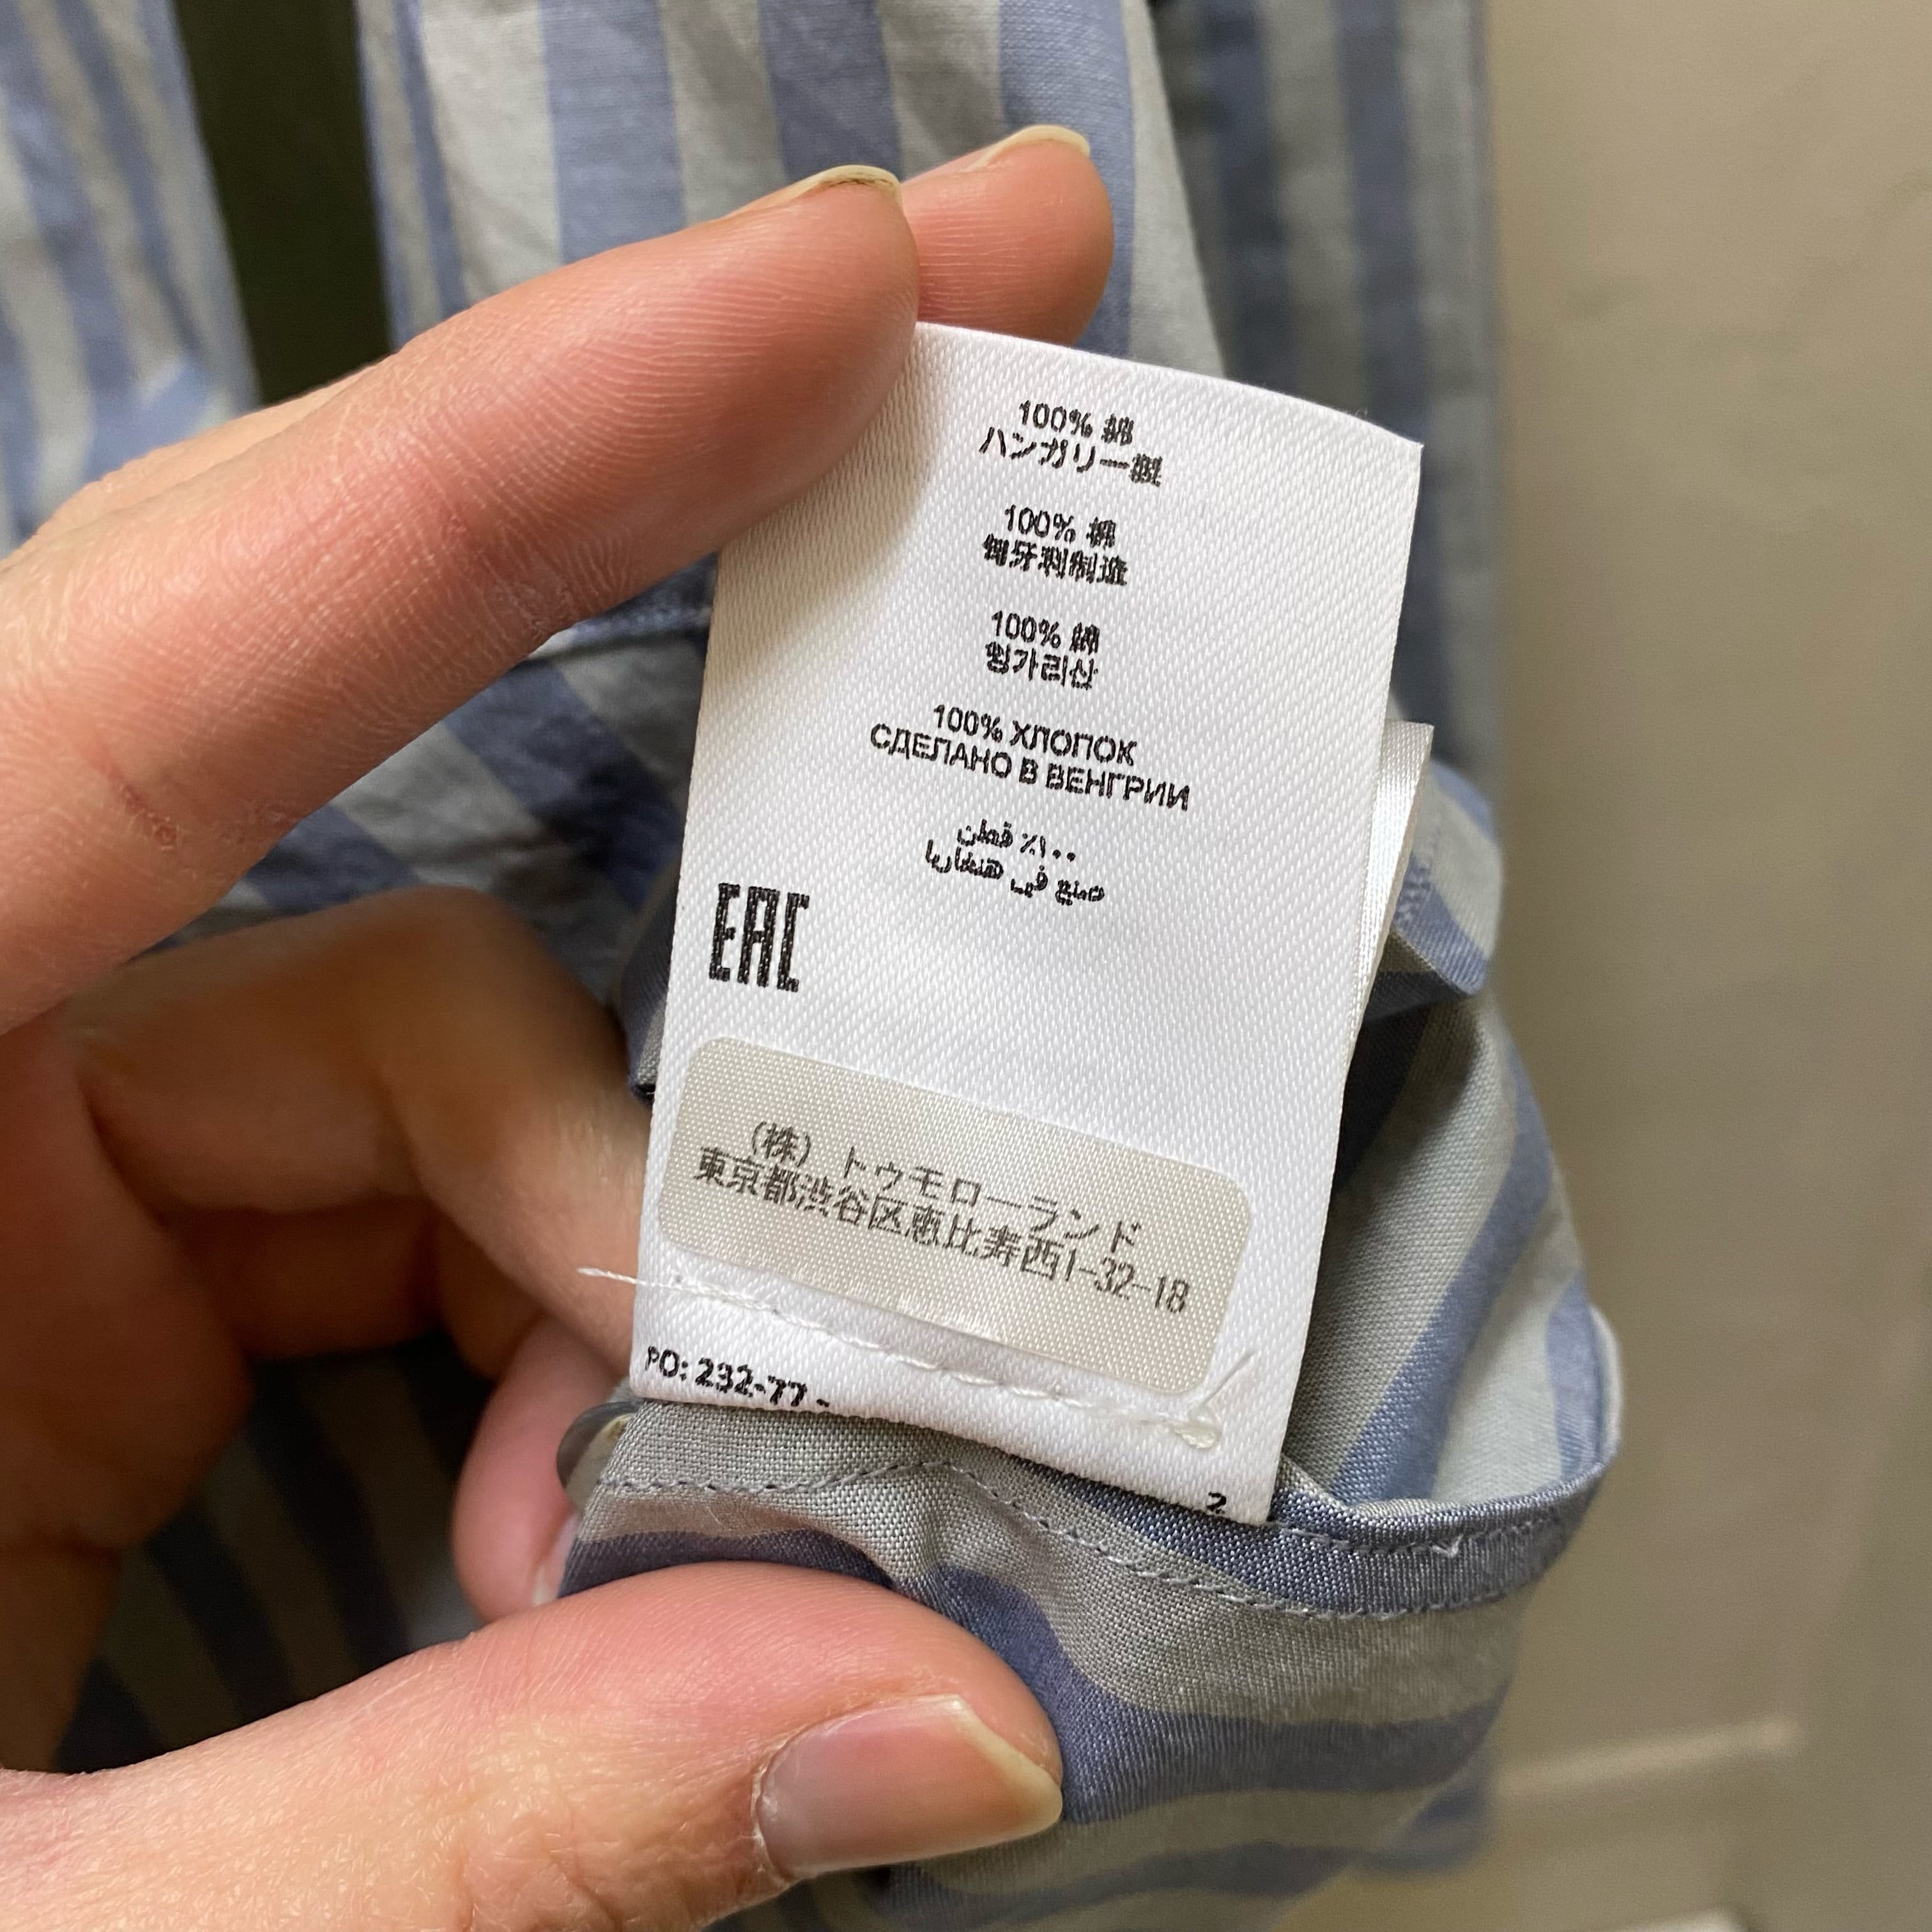 100% 綿
ハンガリー製
100% 棉
匈牙利制造
100% 綿
헝가리산
100% ХЛОПОК
СДЕЛАНО В ВЕНГРИИ
١٠٠٪ قطن
صنع في هنغاريا
EAC
(株) トゥモローランド
東京都渋谷区恵比寿西1-32-18
PO: 232-77-
2